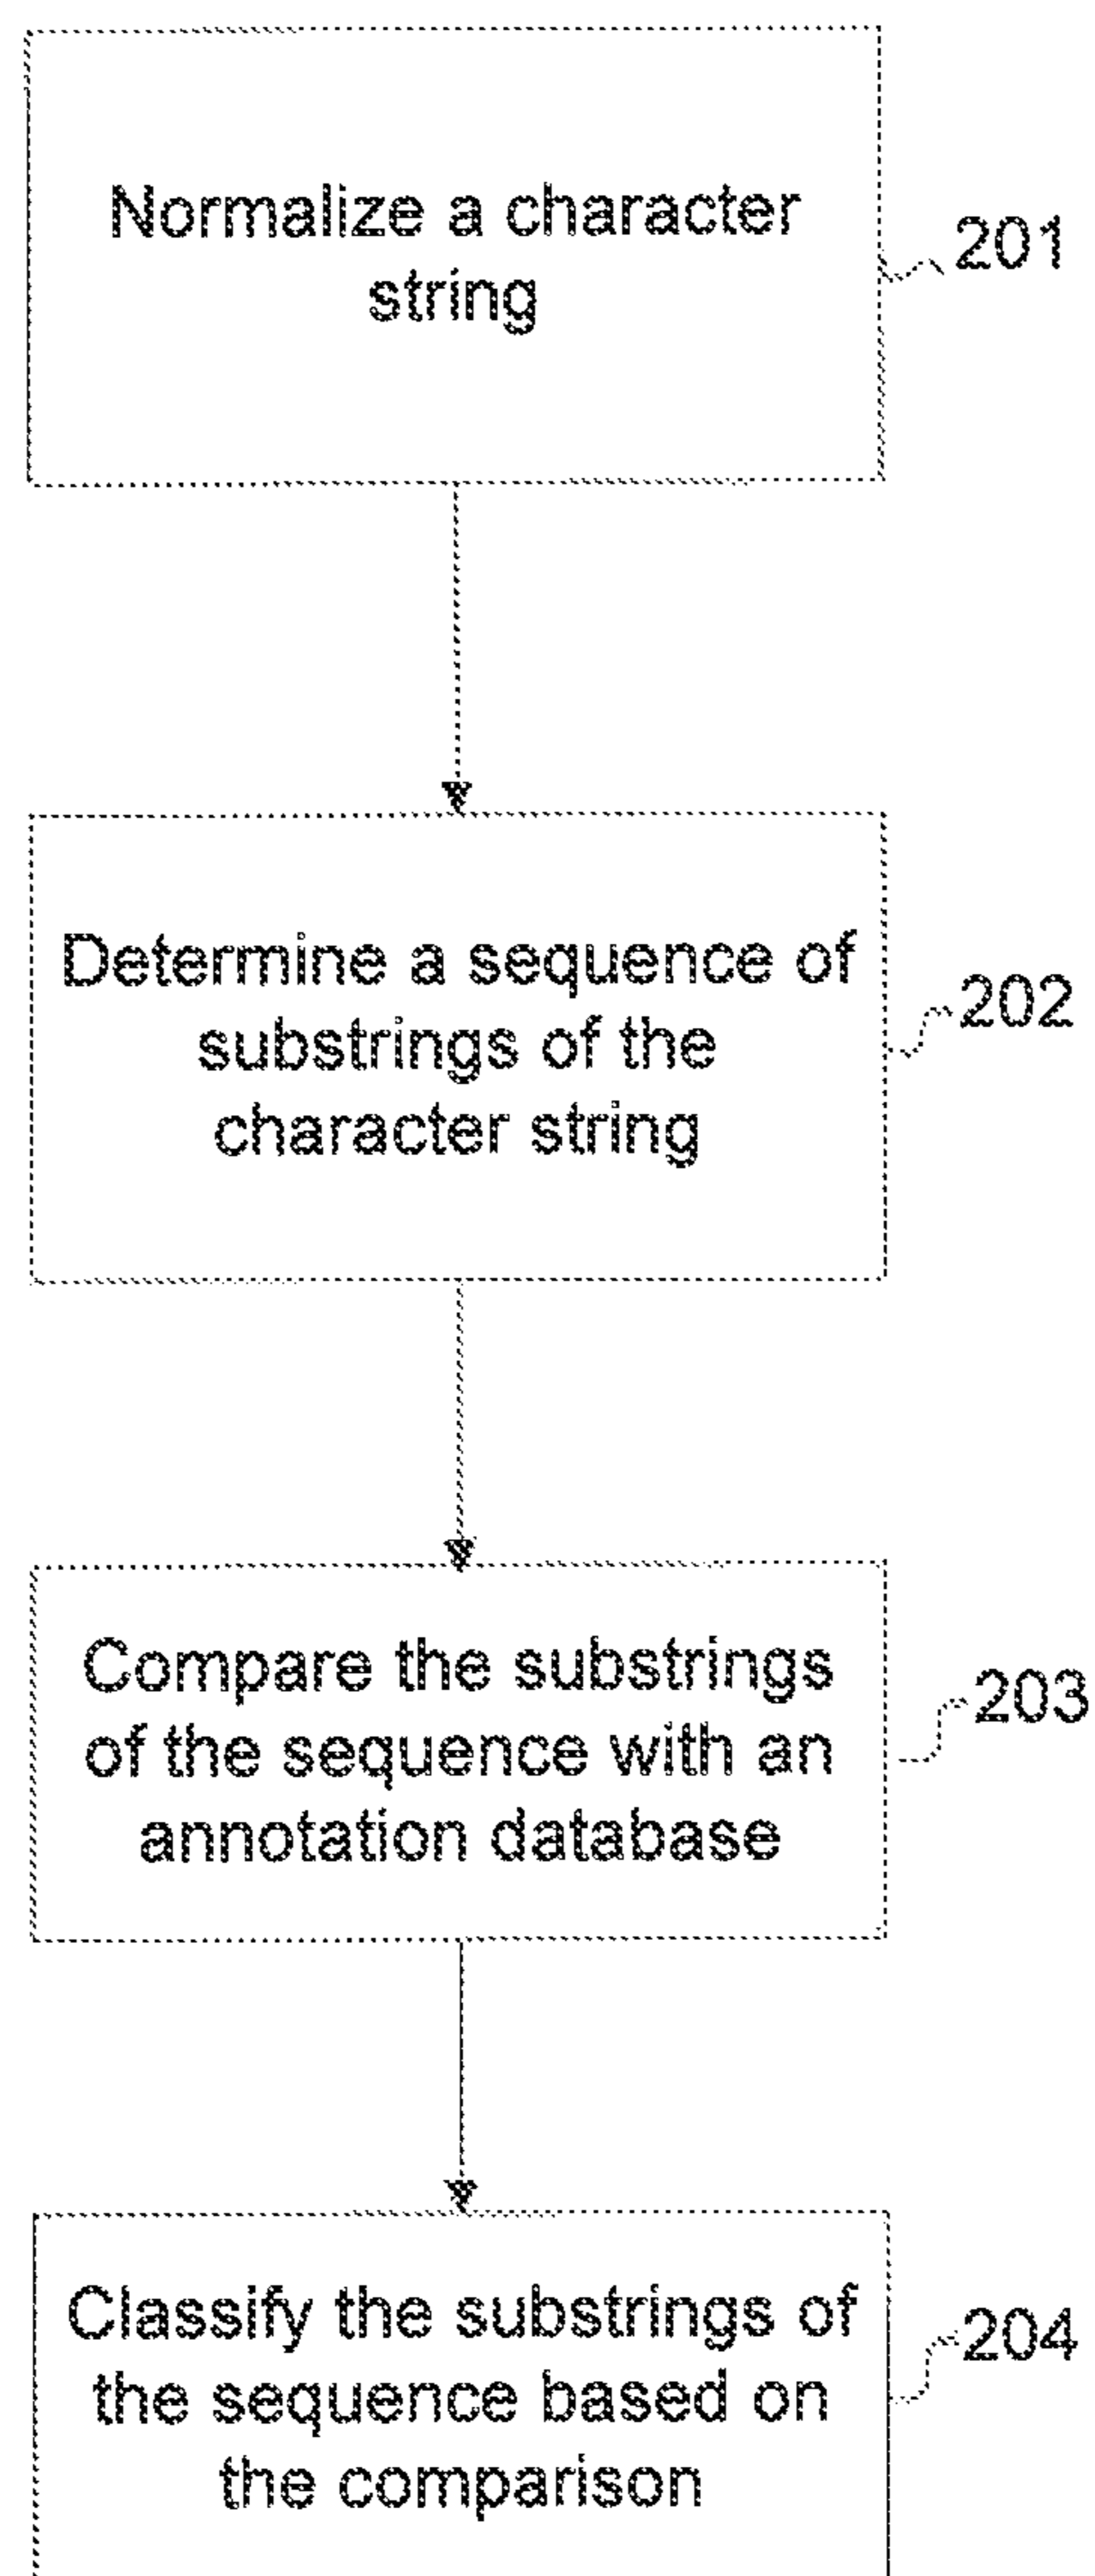 Normalize a character
string
201
Determine a sequence of
substrings of the
character string
202
Compare the substrings
of the sequence with an
annotation database
203
Classify the substrings of
the sequence based on
the comparison
204